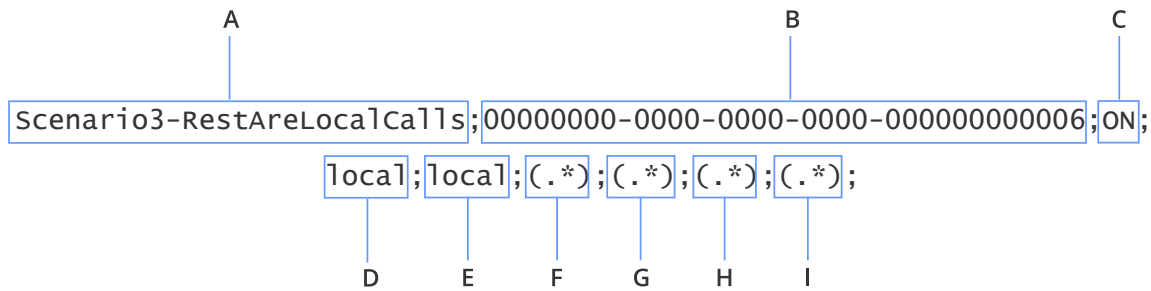 A B C
Scenario3-RestAreLocalCalls;00000000-0000-0000-0000-000000000006;ON;
local;local;(.*);(.*);(.*);(.*);
D E F G H I